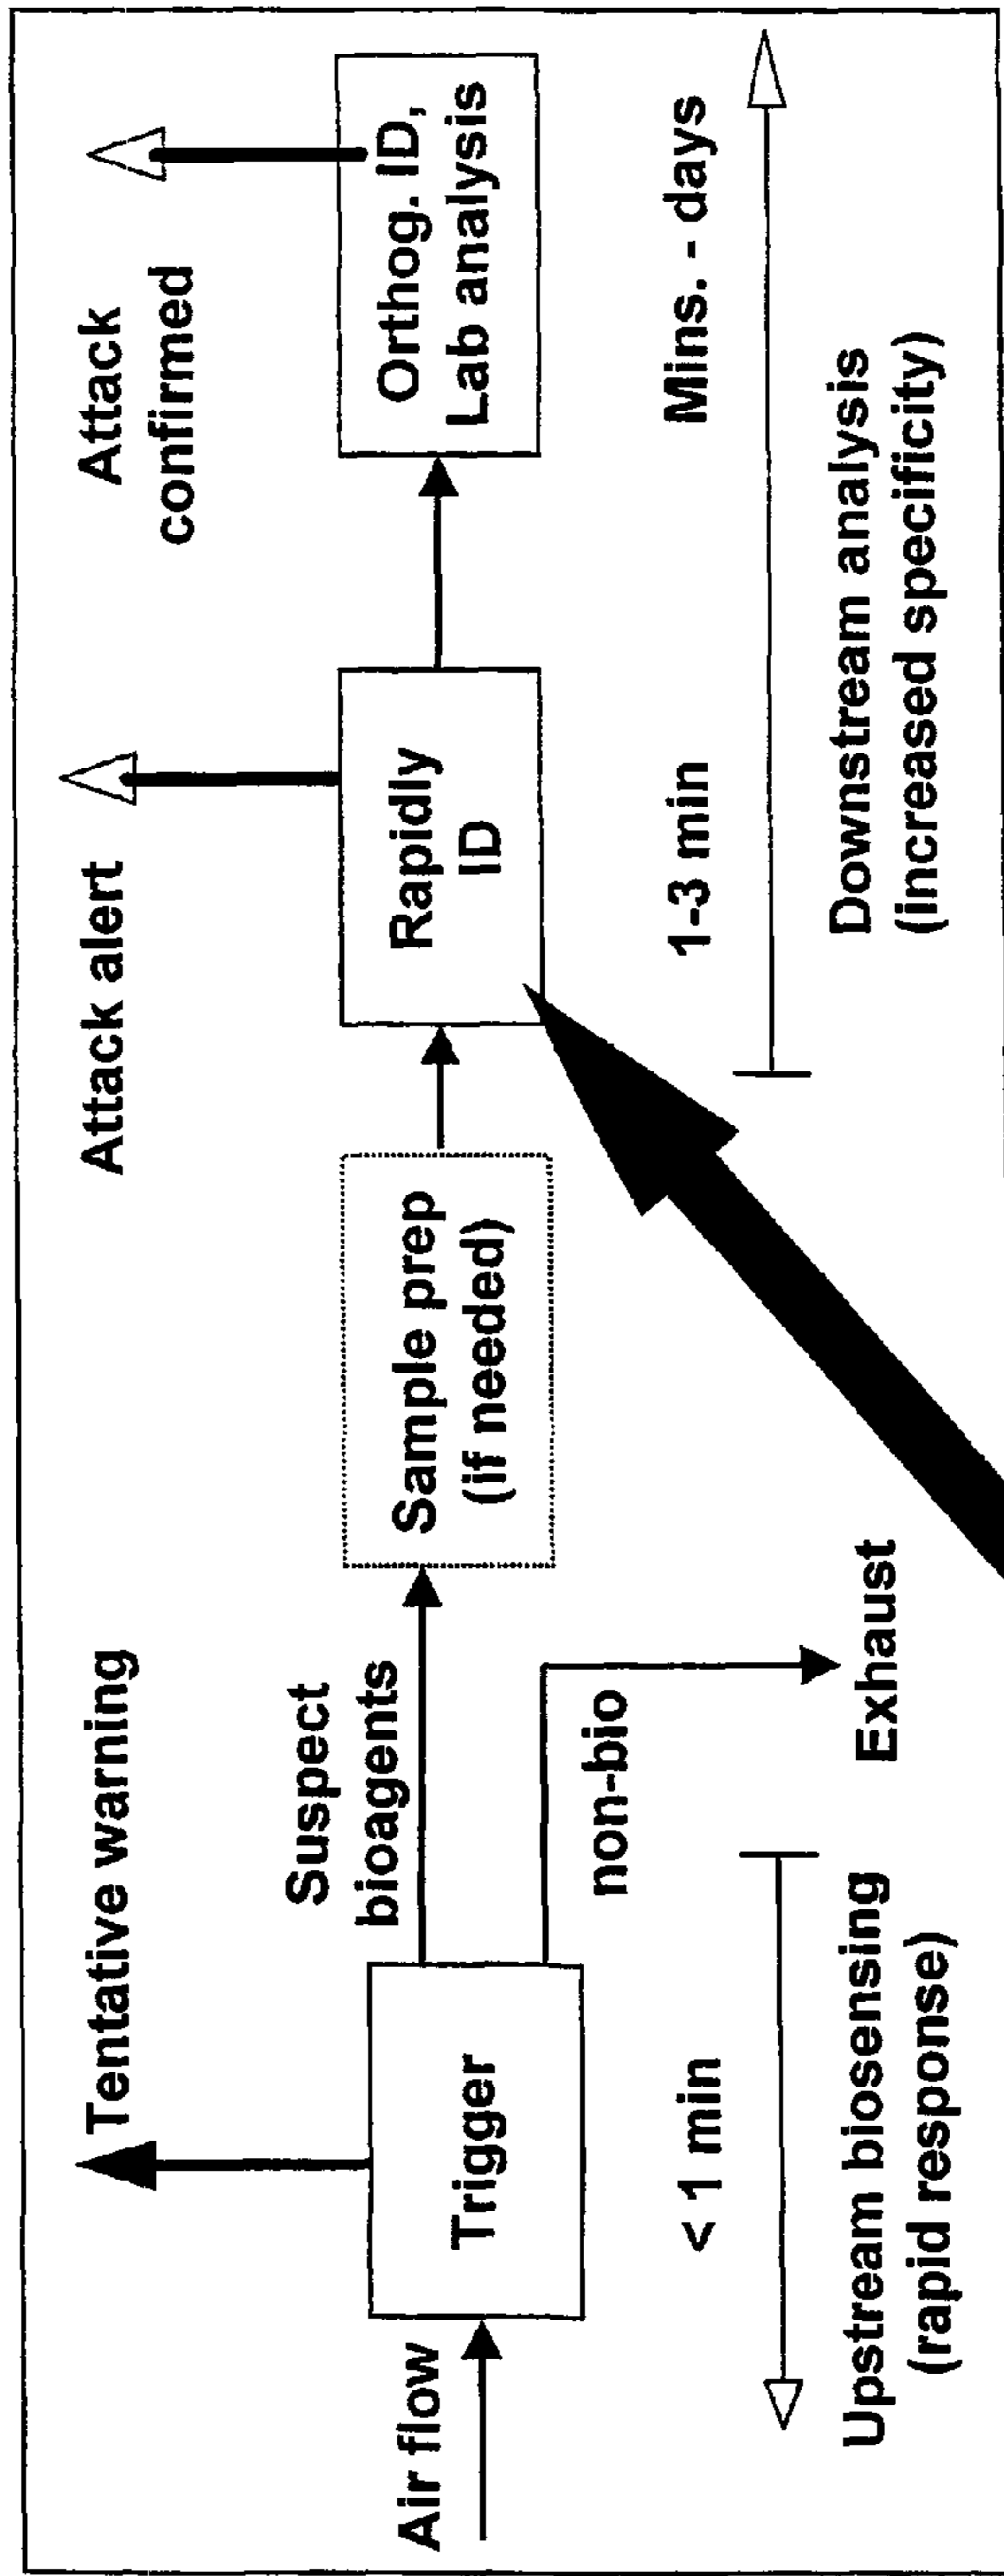 Tentative warning
Attack alert
Attack
confirmed
Air flow
Trigger
Suspect
bioagents
non-bio
Exhaust
Sample prep
(if needed)
Rapidly
ID
Orthog. ID,
Lab analysis
< 1 min
1-3 min
Mins. - days
Upstream biosensing
(rapid response)
Downstream analysis
(increased specificity)